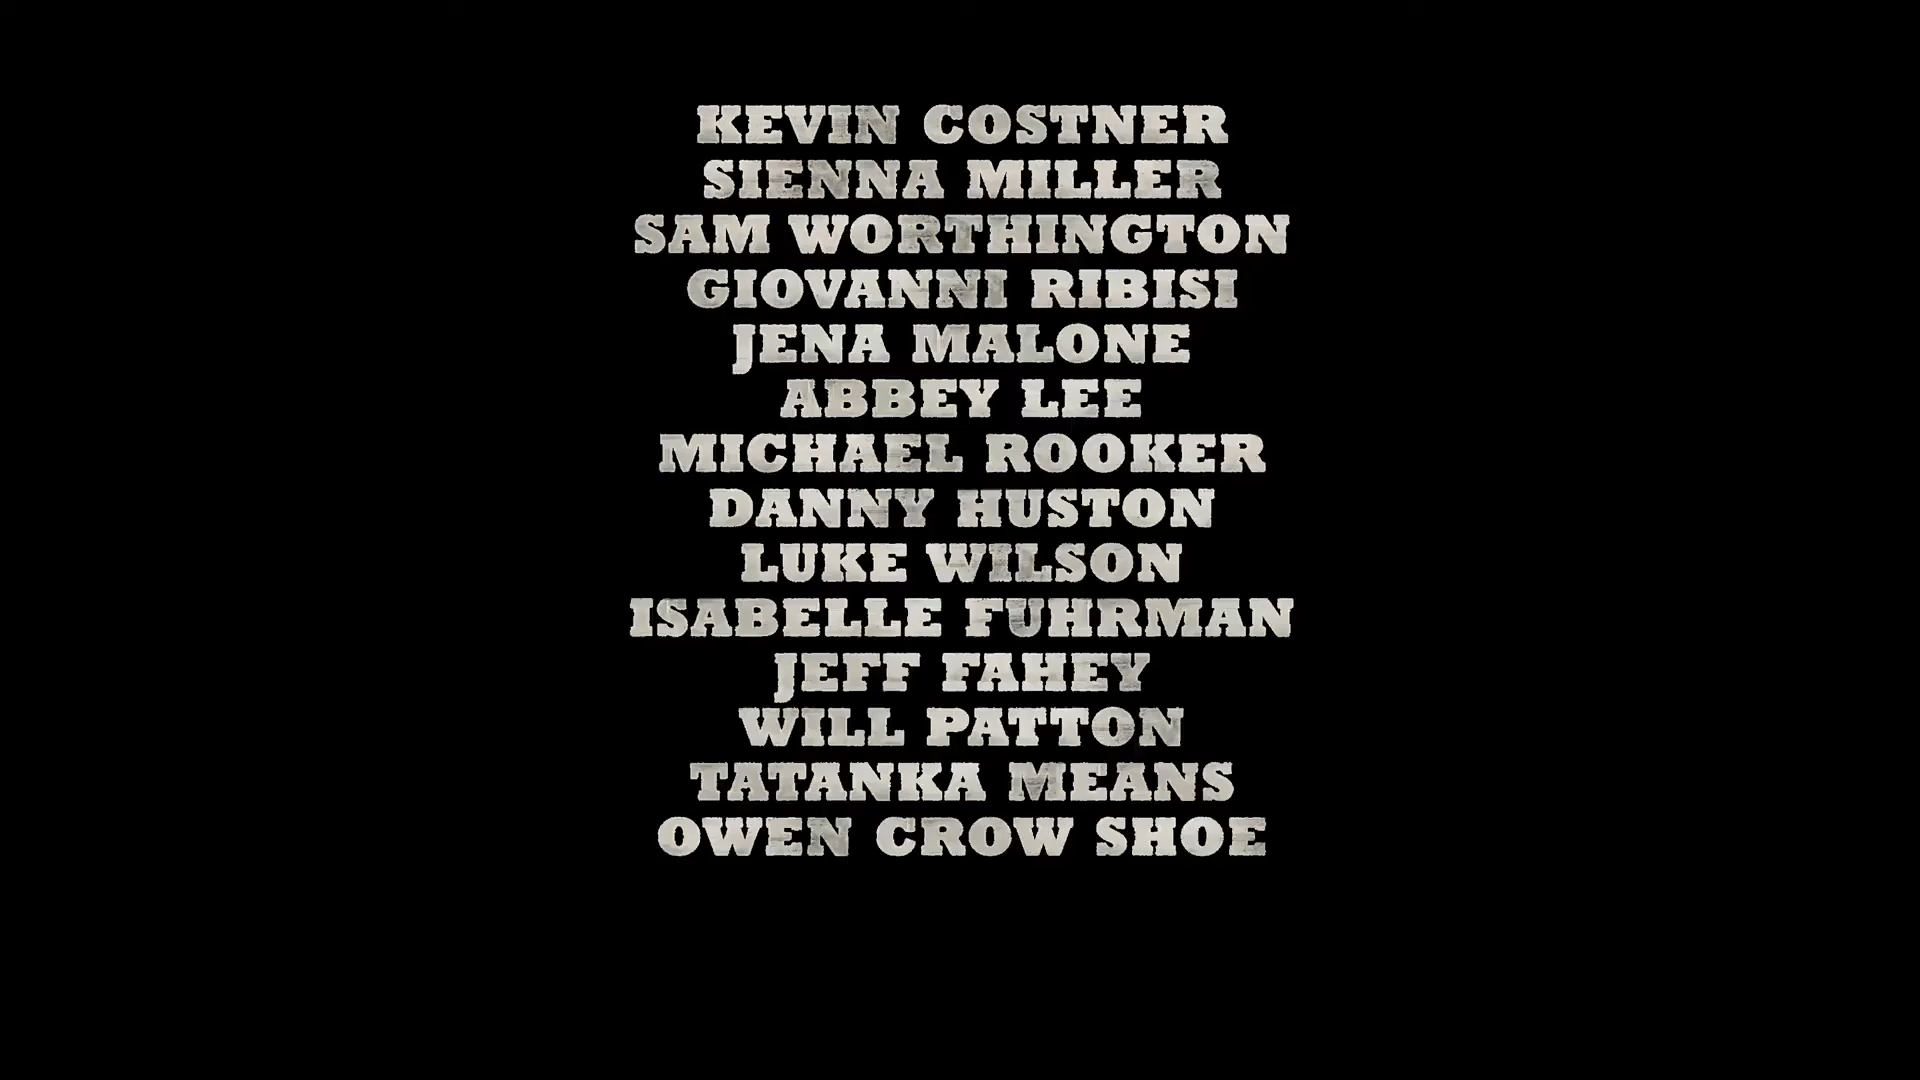 KEVIN COSTNER
SIENNA MILLER
SAM WORTHINGTON
GIOVANNI RIBISI
JENA MALONE
ABBEY LEE
MICHAEL ROOKER
DANNY HUSTON
LUKE WILSON
ISABELLE FUHRMAN
JEFF FAHEY
WILL PATTON
TATANKA MEANS
OWEN CROW SHOE